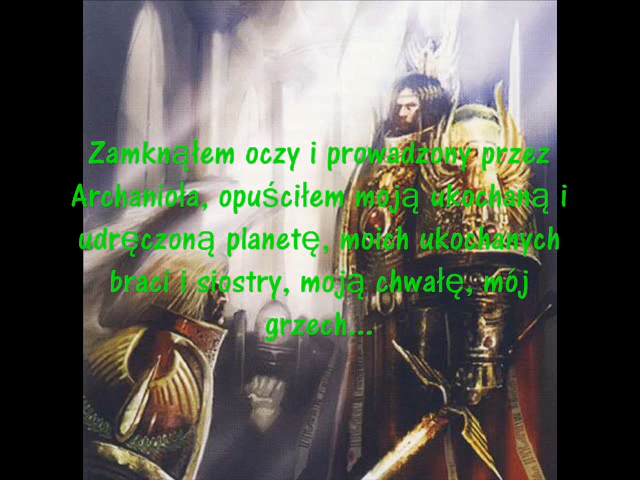 Zamknąłem oczy i prowadzony przez
Archanioła, opuściłem moją ukochaną i
udręczoną planetę, moich ukochanych
braci i siostry, moją chwałę, mój
grzech...